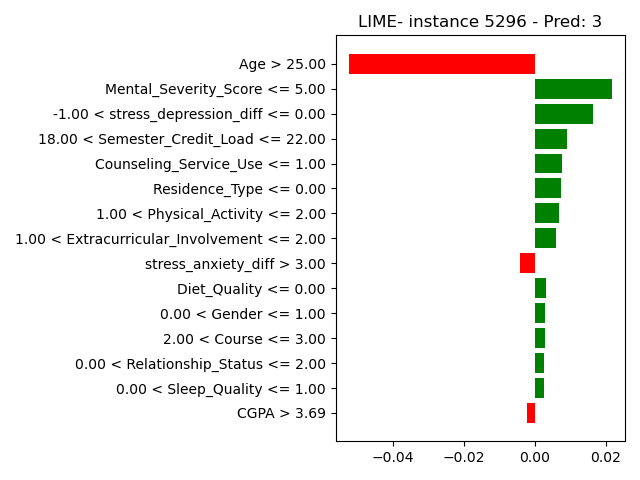 LIME- instance 5296 - Pred: 3
Age > 25.00
Mental_Severity_Score <= 5.00
-1.00 < stress_depression_diff <= 0.00
18.00 < Semester_Credit_Load <= 22.00
Counseling_Service_Use <= 1.00
Residence_Type <= 0.00
1.00 < Physical_Activity <= 2.00
1.00 < Extracurricular_Involvement <= 2.00
stress_anxiety_diff > 3.00
Diet_Quality <= 0.00
0.00 < Gender <= 1.00
2.00 < Course <= 3.00
0.00 < Relationship_Status <= 2.00
0.00 < Sleep_Quality <= 1.00
CGPA > 3.69
−0.04 −0.02 0.00 0.02